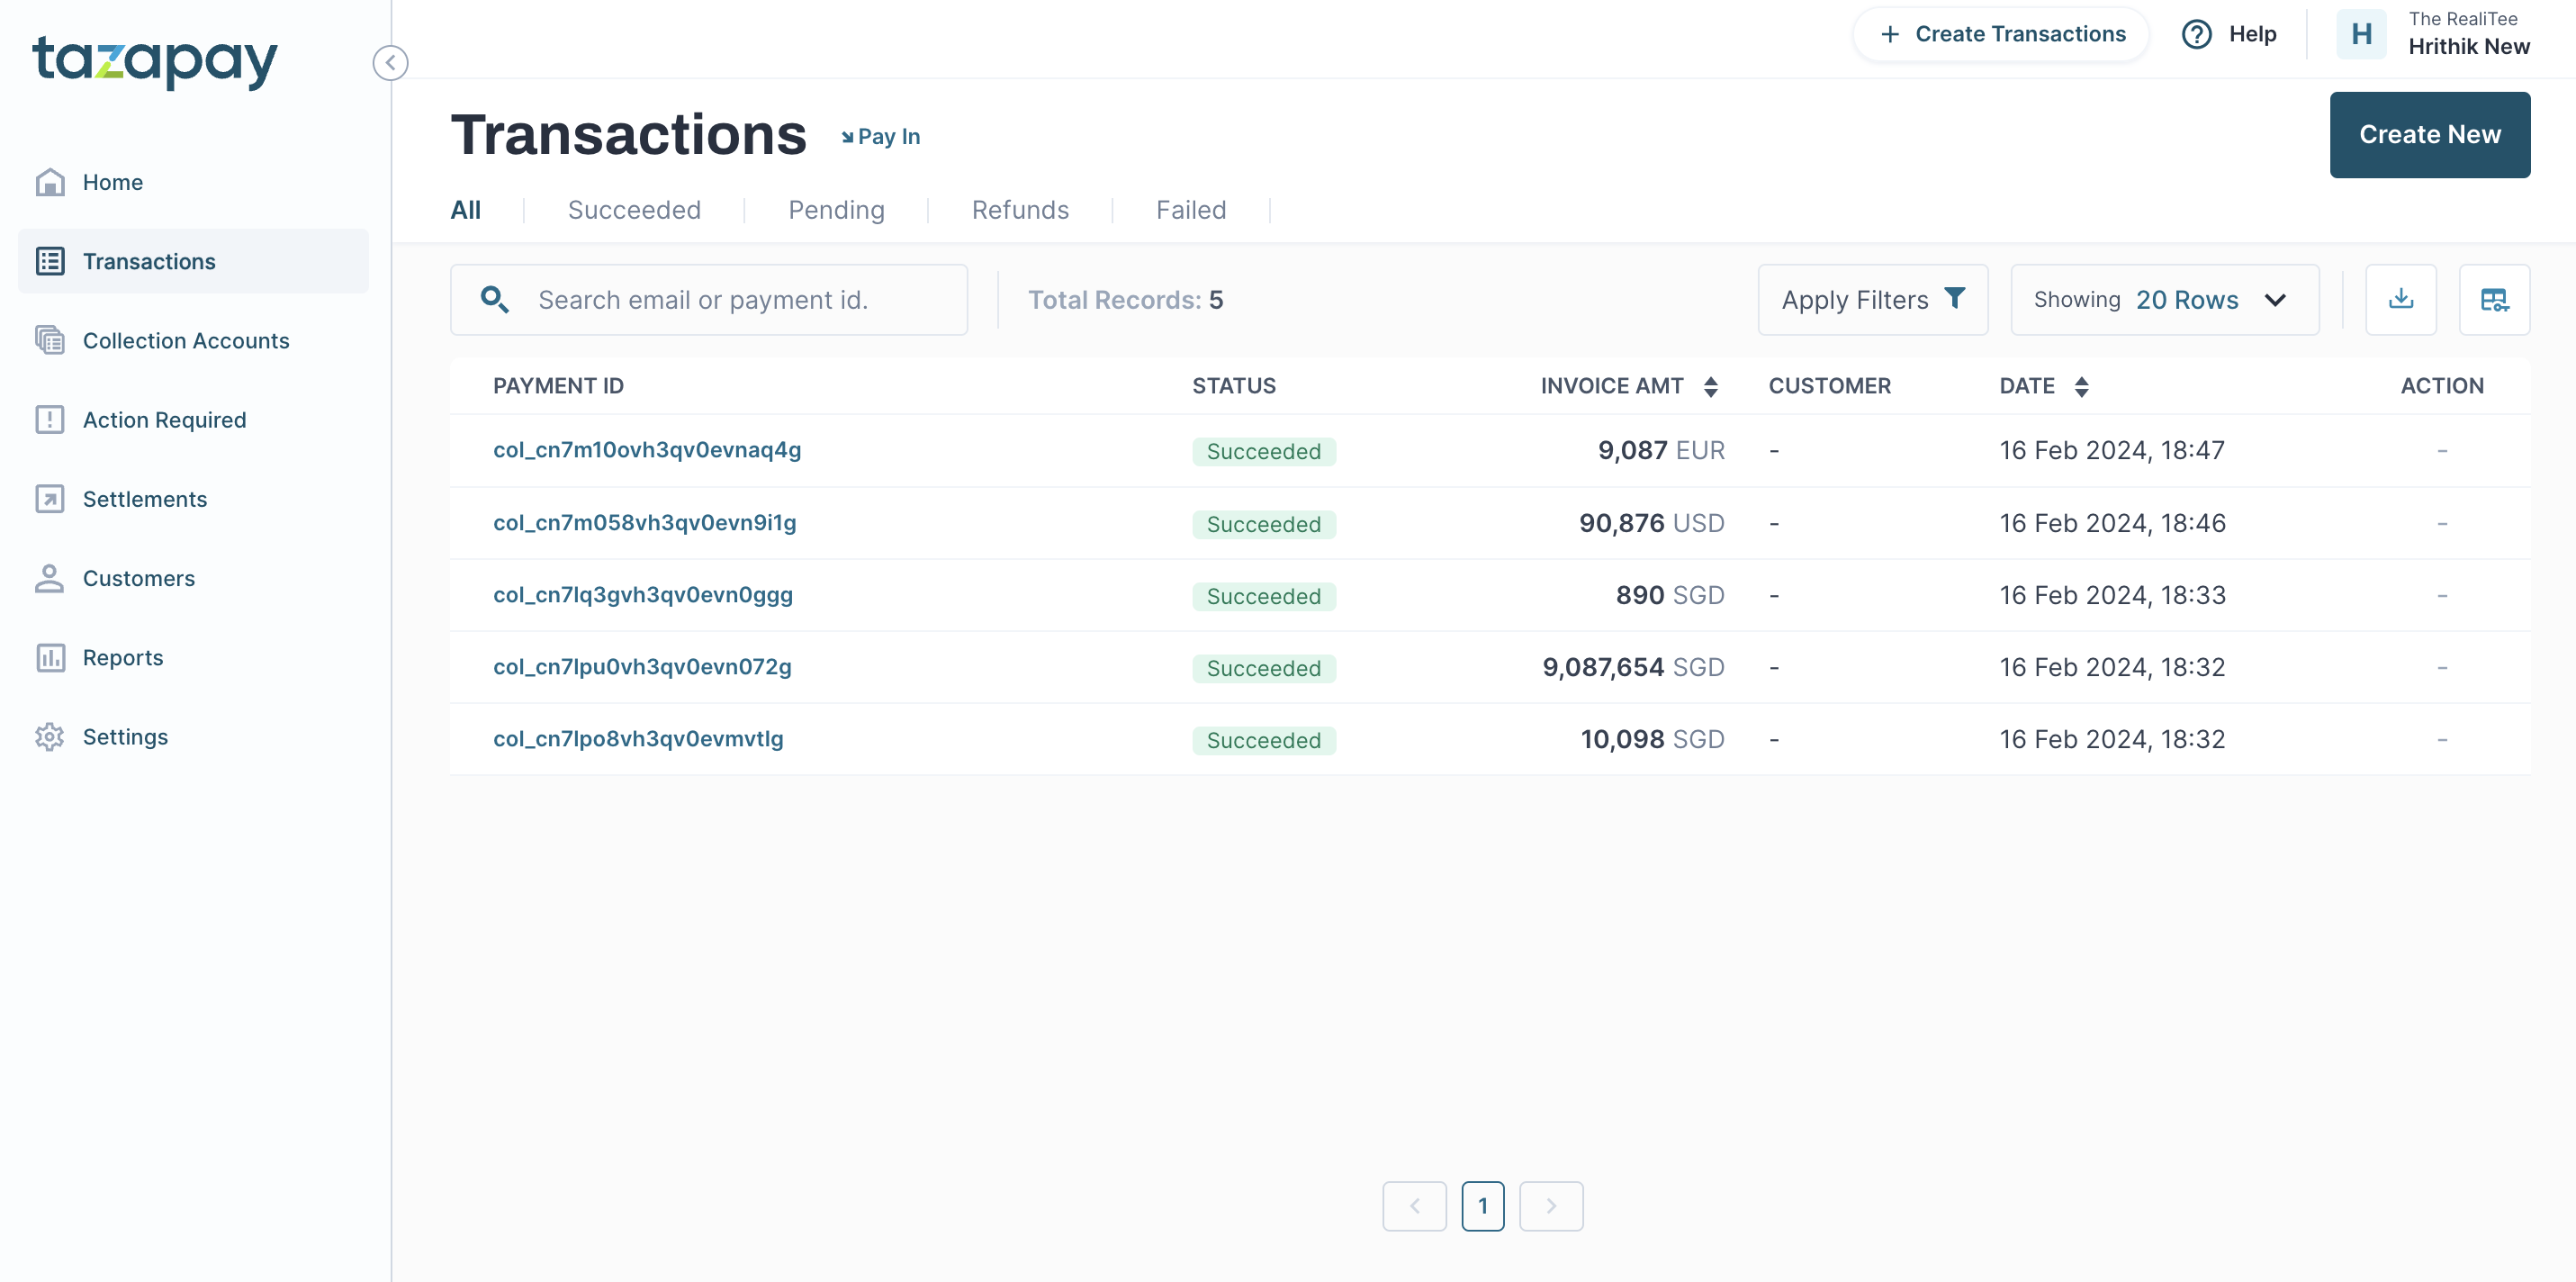 tazapay
Home
Transactions
Collection Accounts
Action Required
Settlements
Customers
Reports
Settings
+ Create Transactions
? Help
H
The RealiTee
Hrithik New
Transactions
Pay In
Create New
All
Succeeded
Pending
Refunds
Failed
Search email or payment id.
Total Records: 5
Apply Filters
Showing 20 Rows
PAYMENT ID STATUS INVOICE AMT CUSTOMER DATE ACTION
col_cn7m10ovh3qv0evnaq4g Succeeded 9,087 EUR - 16 Feb 2024, 18:47 -
col_cn7m058vh3qv0evn9i1g Succeeded 90,876 USD - 16 Feb 2024, 18:46 -
col_cn7lq3gvh3qv0evn0ggg Succeeded 890 SGD - 16 Feb 2024, 18:33 -
col_cn7lpu0vh3qv0evn072g Succeeded 9,087,654 SGD - 16 Feb 2024, 18:32 -
col_cn7lpo8vh3qv0evmvtlg Succeeded 10,098 SGD - 16 Feb 2024, 18:32 -
1